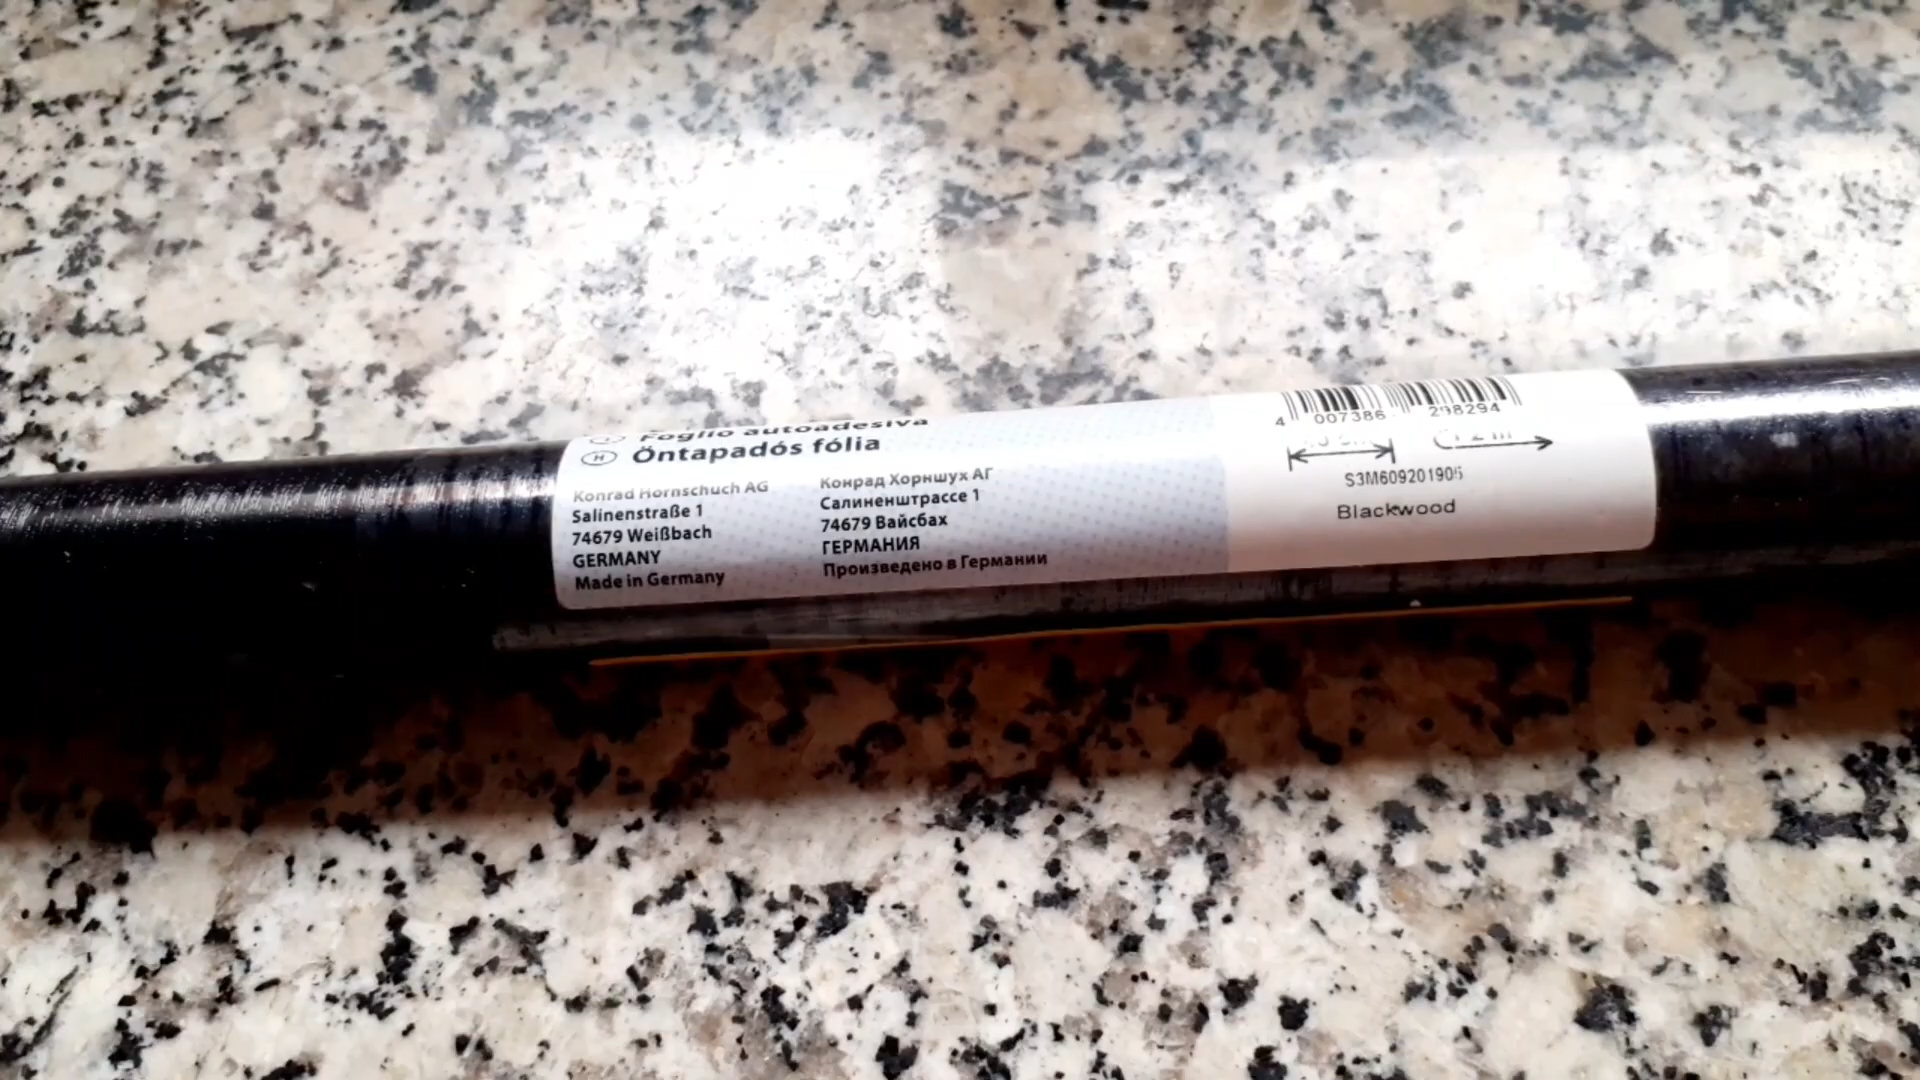 Foglio autoadesiva
H Öntapadós fólia
Konrad Hornschuch AG
Salinenstraße 1
74679 Weißbach
GERMANY
Made in Germany
Конрад Хорншух АГ
Салиненштрассе 1
74679 Вайсбах
ГЕРМАНИЯ
Произведено в Германии
4 007386 298294
S3M609201905
Blackwood